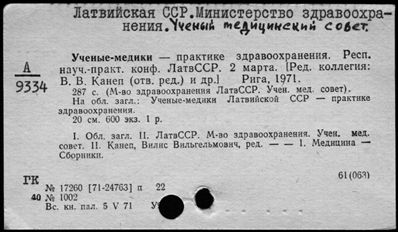 Латвийская ССР.Министерство здравоохра-
нения. Ученый медицинский совет.
Ученые-медики — практике здравоохранения. Респ.
науч.-практ. конф. ЛатвССР. 2 марта. [Ред. коллегия:
В. В. Канеп (отв. ред.) и др.] Рига, 1971.
287 с. (М-во здравоохранения ЛатвССР. Учен. мед. совет).
На обл. загл.: Ученые-медики Латвийской ССР — практике
здравоохранения.
20 см. 600 экз. 1 р.
А
9334
I. Обл. загл. II. ЛатвССР. М-во здравоохранения. Учен. мед.
совет. II. Канеп, Вилис Вильгельмович, ред. — — I. Медицина —
Сборники.
61(063)
ГК
№ 17260 [71-24763] п 22
40 № 1002
Вс. кн. пал. 5 V 71